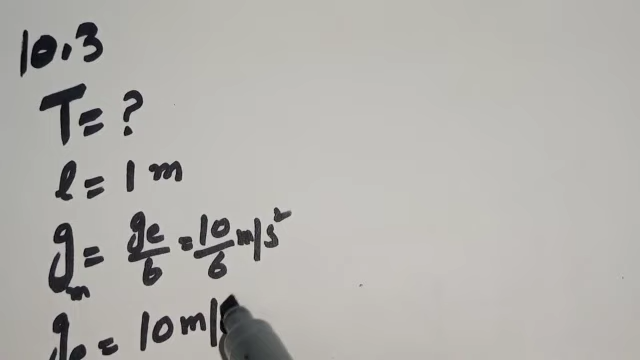 10.3
T = ?
l = 1 m
gm = ge/6 = 10/6 m/s²
ge = 10 m/